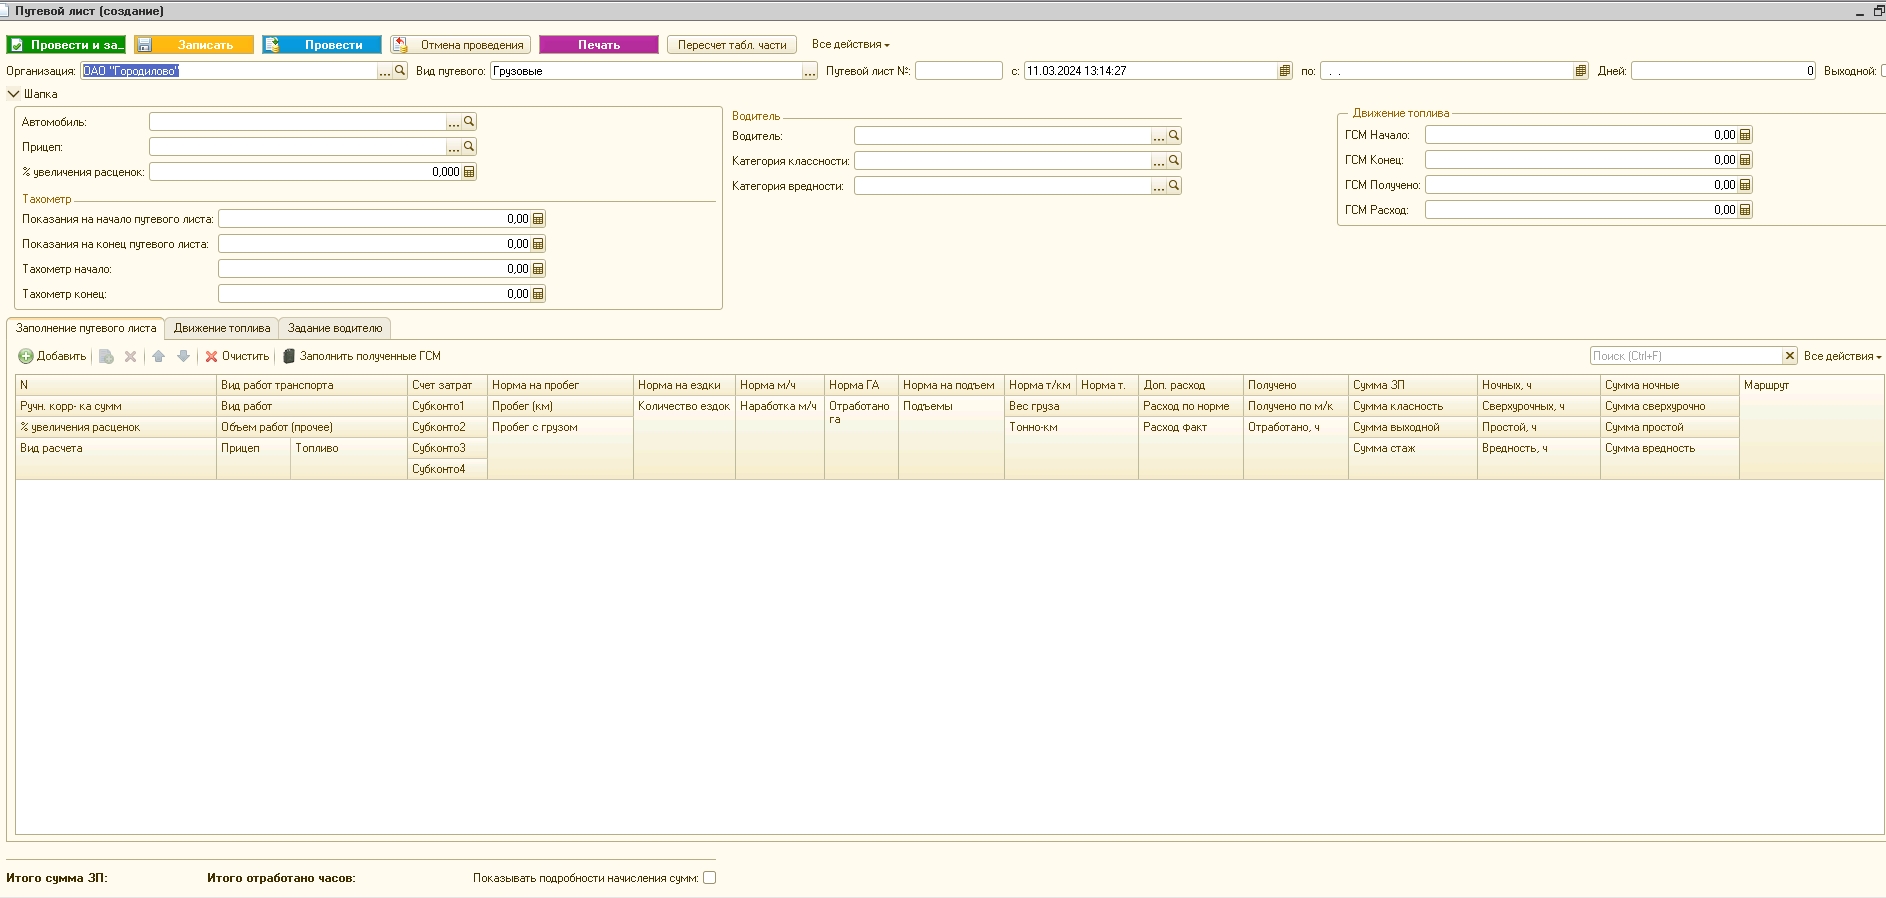 Путевой лист (создание)
Провести и за... Записать Провести Отмена проведения Печать Пересчет табл. части Все действия
Организация: ОАО "Городилово" ... Вид путевого: Грузовые ... Путевой лист №: с: 11.03.2024 13:14:27 по: . . Дней: 0 Выходной:
Шапка
Автомобиль: ...
Прицеп: ...
% увеличения расценок: 0,000
Тахометр
Показания на начало путевого листа: 0,00
Показания на конец путевого листа: 0,00
Тахометр начало: 0,00
Тахометр конец: 0,00
Водитель
Водитель: ...
Категория классности: ...
Категория вредности: ...
Движение топлива
ГСМ Начало: 0,00
ГСМ Конец: 0,00
ГСМ Получено: 0,00
ГСМ Расход: 0,00
Заполнение путевого листа Движение топлива Задание водителю
Добавить Очистить Заполнить полученные ГСМ Поиск (Ctrl+F) Все действия
N Вид работ транспорта Счет затрат Норма на пробег Норма на ездки Норма м/ч Норма ГА Норма на подъем Норма т/км Норма т. Доп. расход Получено Сумма ЗП Ночных, ч Сумма ночные Маршрут
Ручн. корр- ка сумм Вид работ Субконто1 Пробег (км) Количество ездок Наработка м/ч Отработано га Подъемы Вес груза Расход по норме Получено по м/к Сумма класность Сверхурочных, ч Сумма сверхурочно
% увеличения расценок Объем работ (прочее) Субконто2 Пробег с грузом Тонно-км Расход факт Отработано, ч Сумма выходной Простой, ч Сумма простой
Вид расчета Прицеп Топливо Субконто3 Сумма стаж Вредность, ч Сумма вредность
Субконто4
Итого сумма ЗП: Итого отработано часов: Показывать подробности начисления сумм: